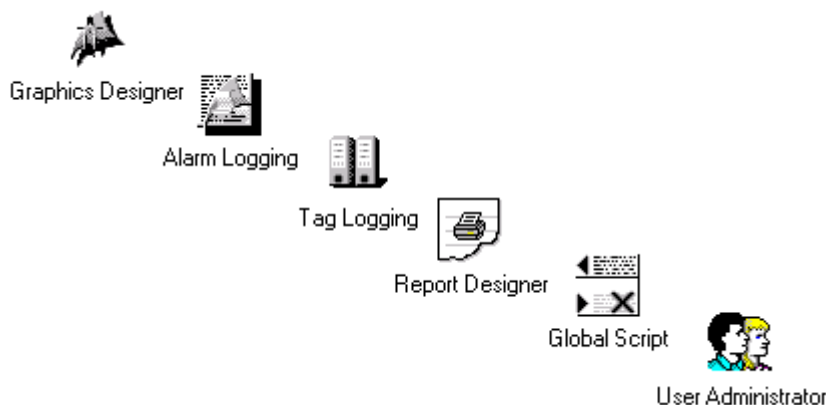 Graphics Designer
Alarm Logging
Tag Logging
Report Designer
Global Script
User Administrator